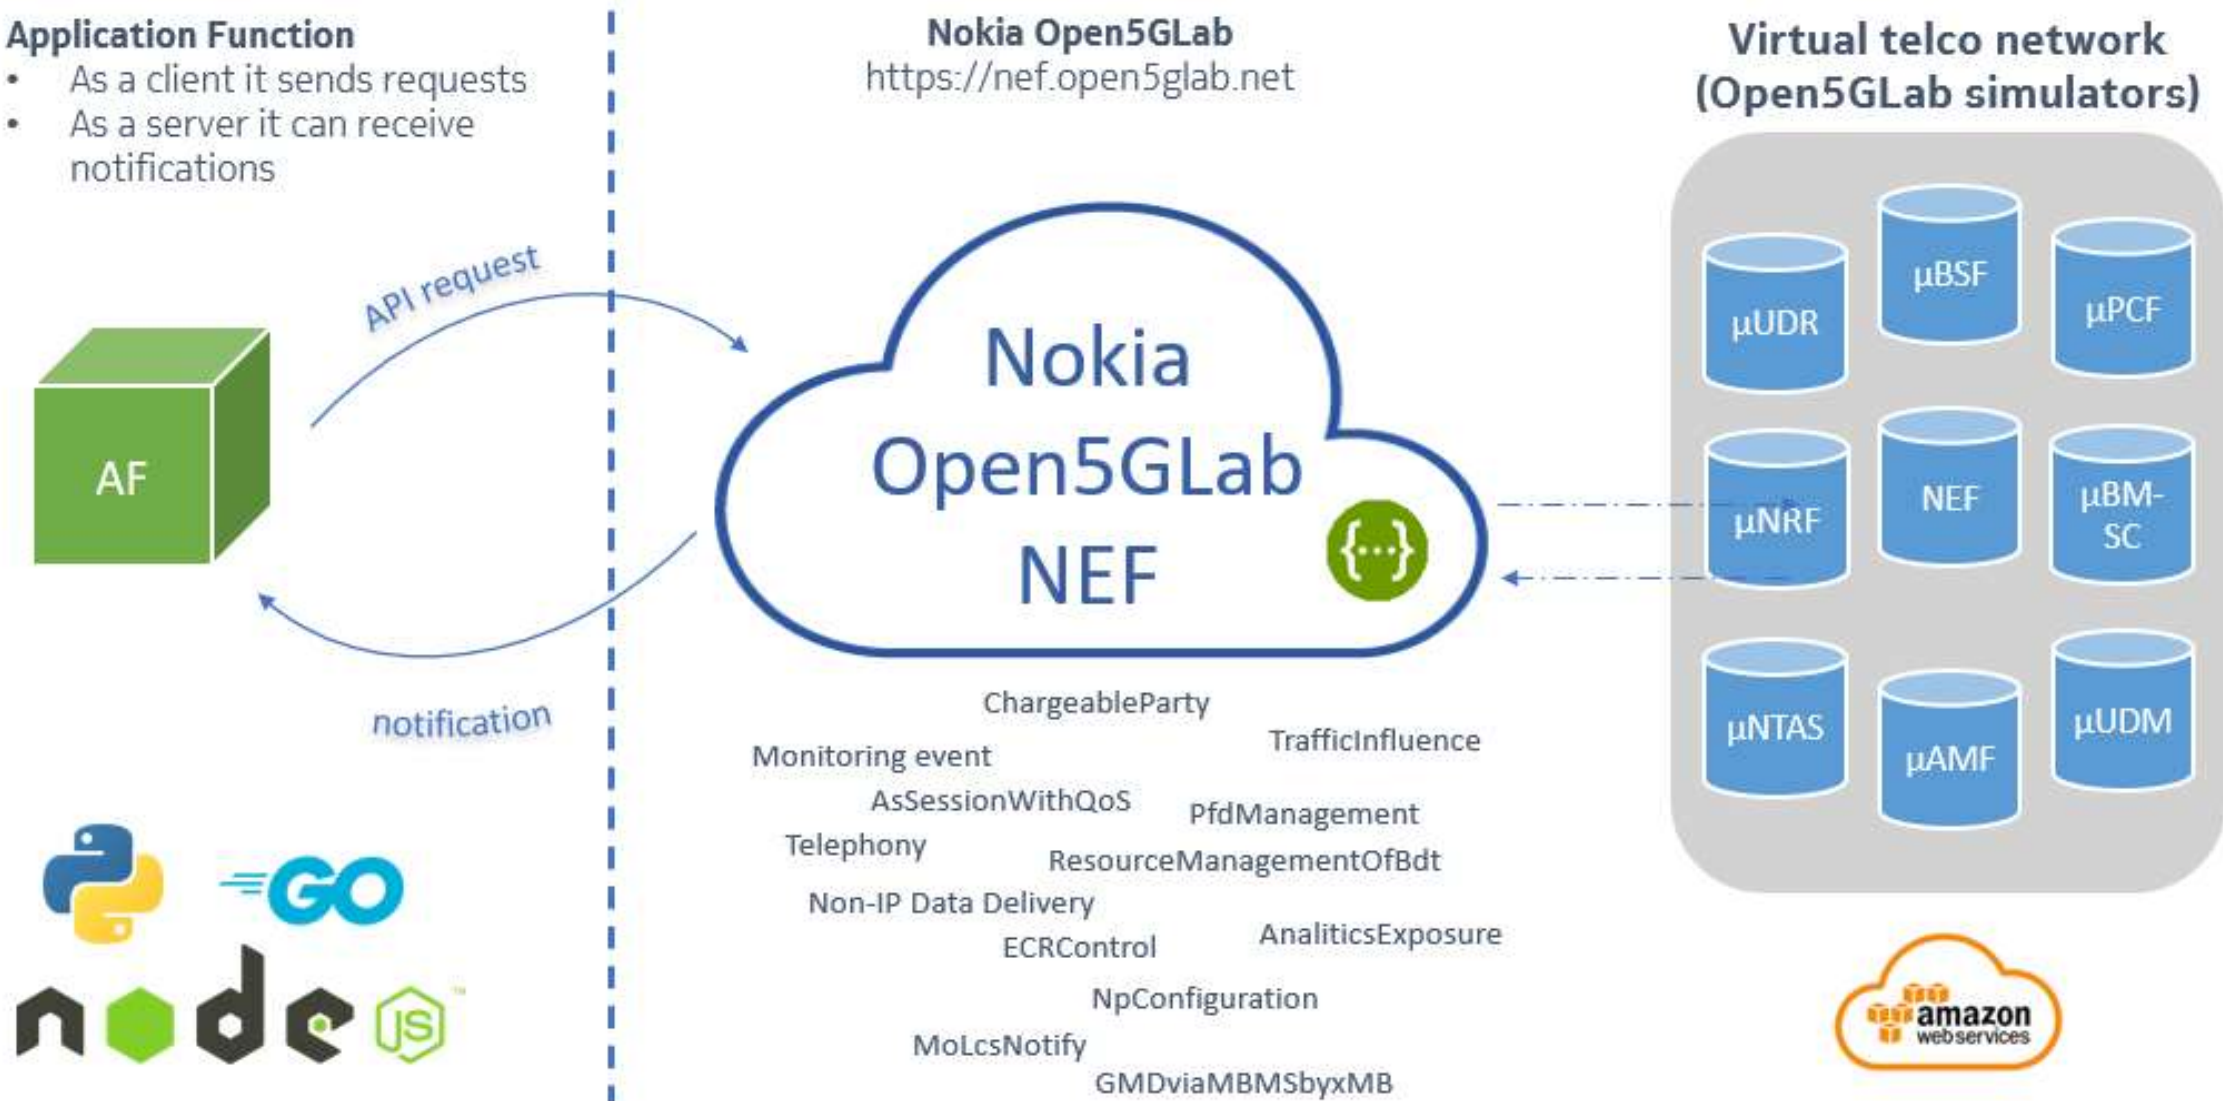 Application Function
• As a client it sends requests
• As a server it can receive
notifications
API request
AF
notification
GO
node
JS
™
Nokia Open5GLab
https://nef.open5glab.net
Nokia
Open5GLab
NEF
{···}
ChargeableParty
TrafficInfluence
Monitoring event
AsSessionWithQoS
PfdManagement
Telephony
ResourceManagementOfBdt
Non-IP Data Delivery
AnaliticsExposure
ECRControl
NpConfiguration
MoLcsNotify
GMDviaMBMSbyxMB
Virtual telco network
(Open5GLab simulators)
μUDR
μBSF
μPCF
μNRF
NEF
μBM-
SC
μNTAS
μAMF
μUDM
amazon
webservices